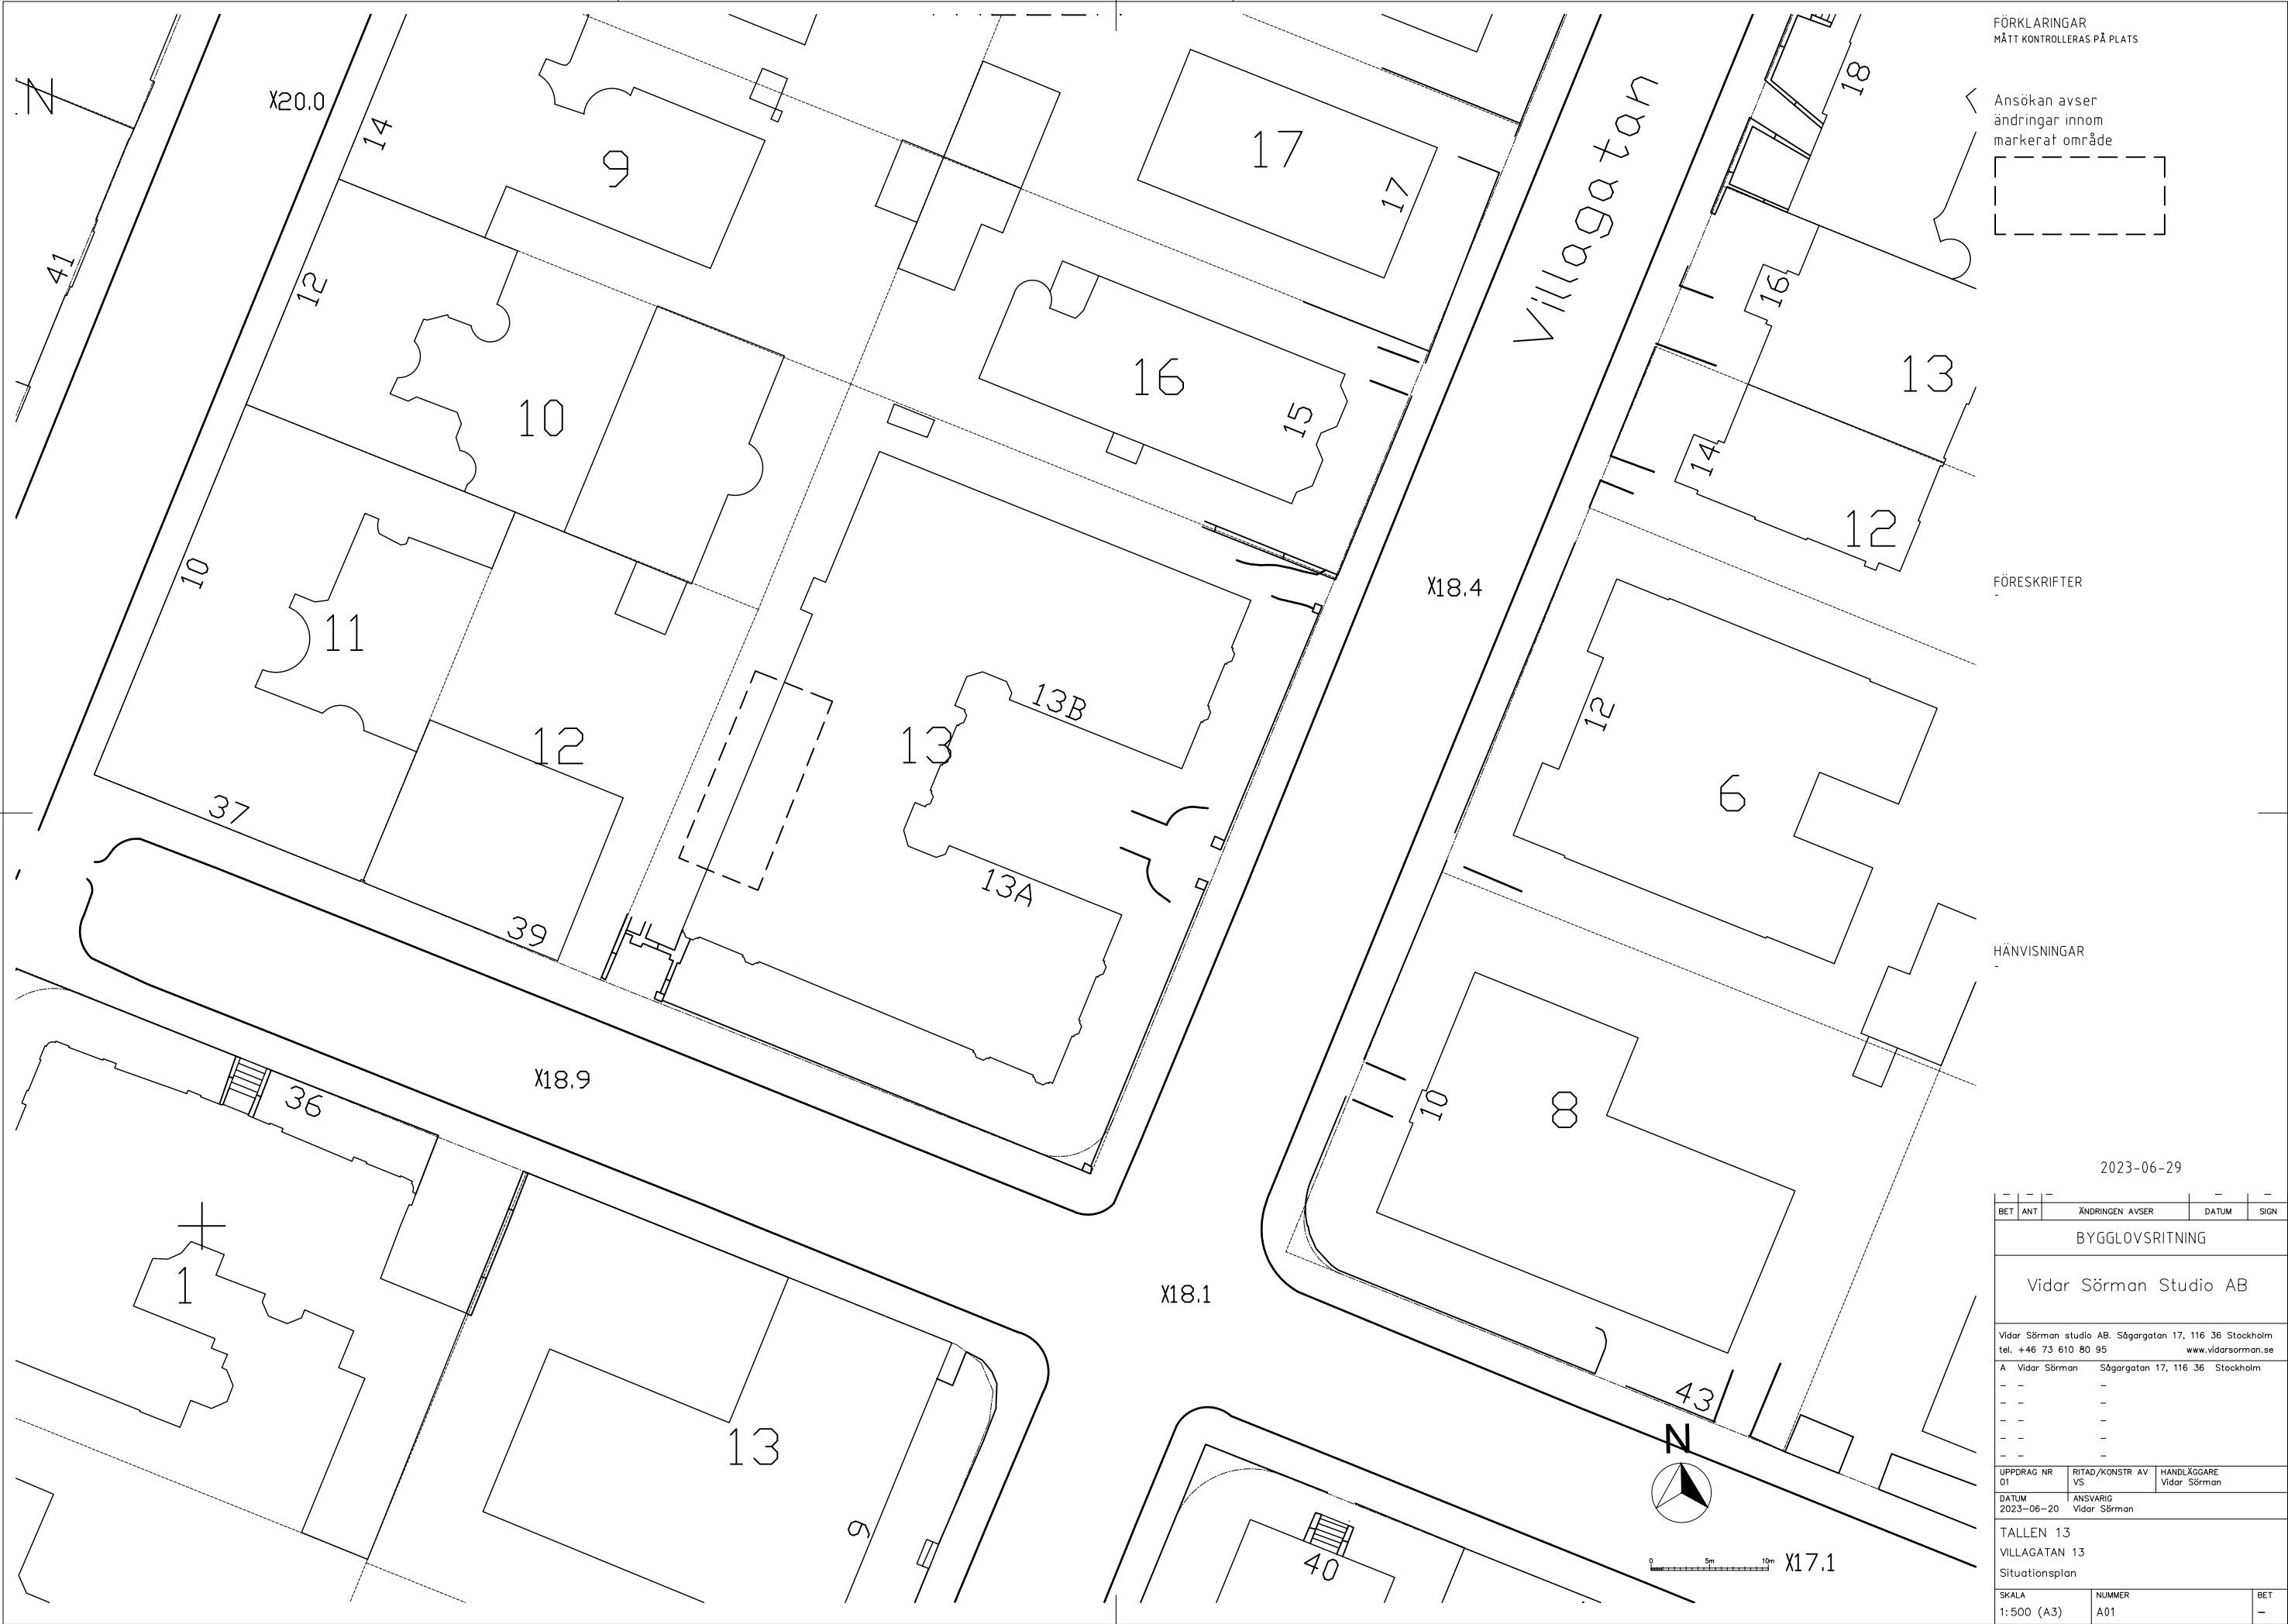 N
X20.0
14
9
17
17
Villagatan
18
41
12
10
16
15
16
13
14
12
X18.4
10
11
12
13
13B
12
6
37
39
13A
36
X18.9
10
8
1
X18.1
13
9
43
N
40
0 5m 10m
X17.1
FÖRKLARINGAR
MÅTT KONTROLLERAS PÅ PLATS
Ansökan avser
ändringar innom
markerat område
FÖRESKRIFTER
-
HÄNVISNINGAR
-
2023-06-29
- - - - -
BET ANT ÄNDRINGEN AVSER DATUM SIGN
BYGGLOVSRITNING
Vidar Sörman Studio AB
Vidar Sörman studio AB. Sågargatan 17, 116 36 Stockholm
tel. +46 73 610 80 95 www.vidarsorman.se
A Vidar Sörman Sågargatan 17, 116 36 Stockholm
- - -
- - -
- - -
- - -
- - -
UPPDRAG NR RITAD/KONSTR AV HANDLÄGGARE
01 VS Vidar Sörman
DATUM ANSVARIG
2023-06-20 Vidar Sörman
TALLEN 13
VILLAGATAN 13
Situationsplan
SKALA NUMMER BET
1:500 (A3) A01 -